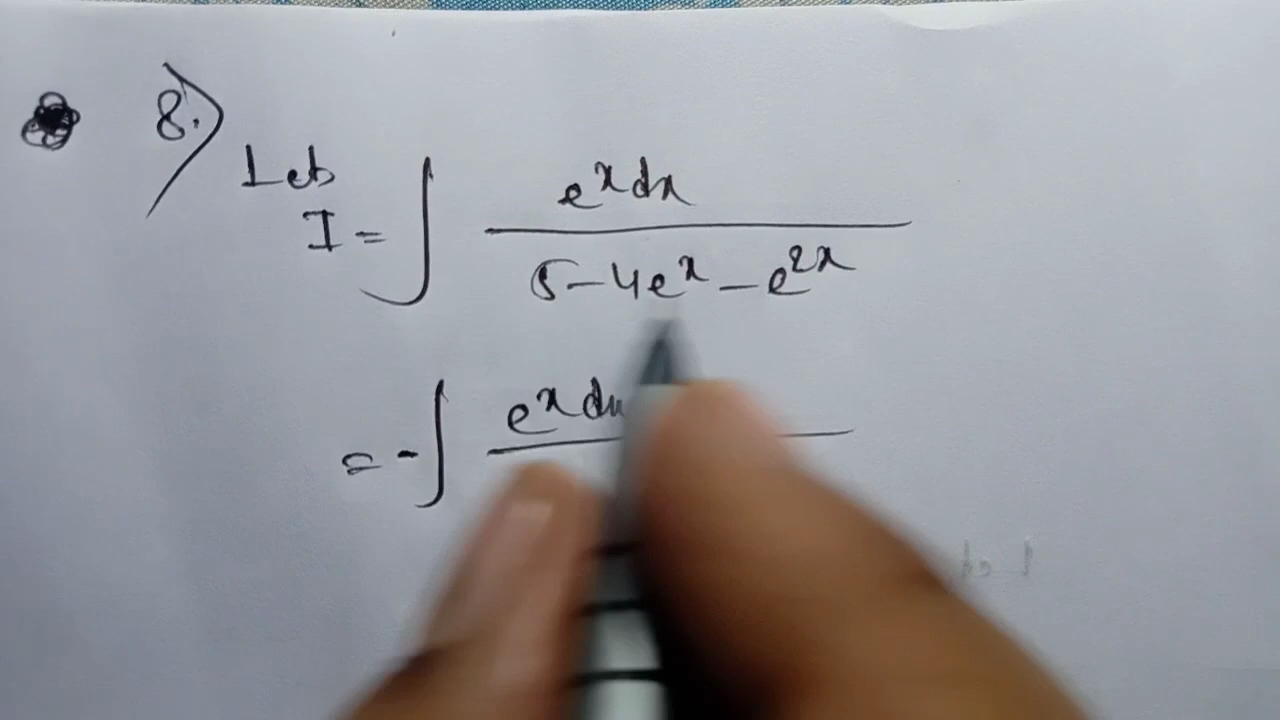 8.)
Let
I = ∫ e^x dx / 5 - 4e^x - e^2x
= - ∫ e^x dx